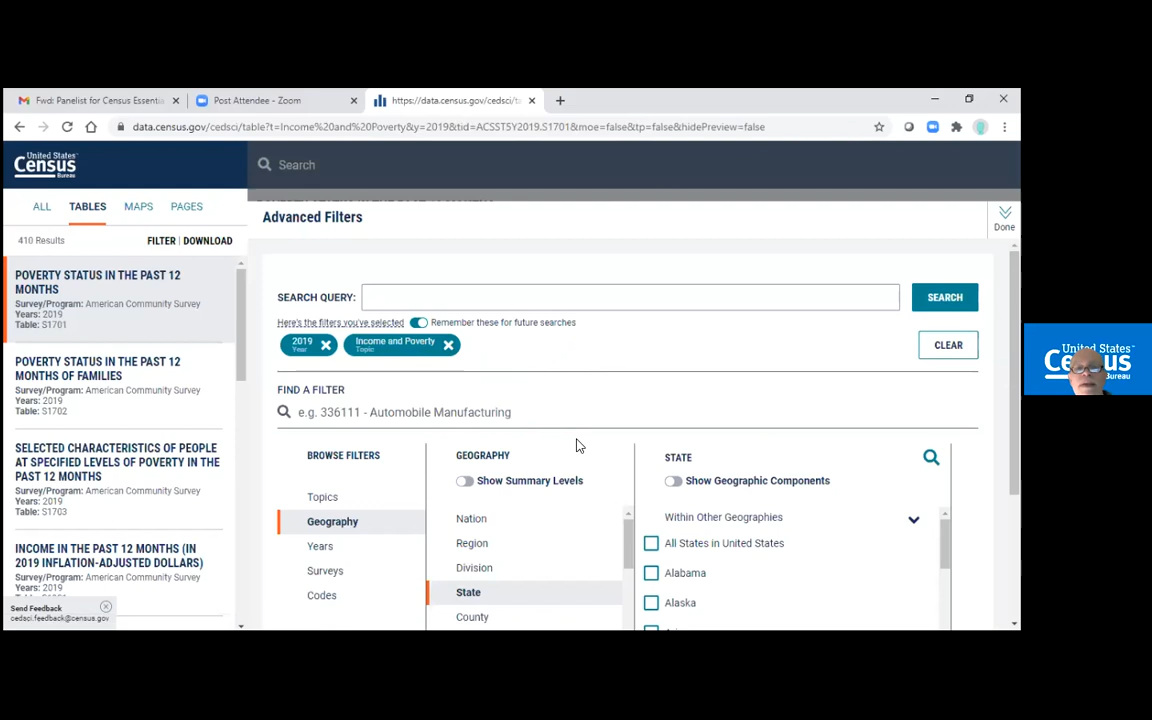 Fwd: Panelist for Census Essentia
Post Attendee - Zoom
https://data.census.gov/cedsci/ta
data.census.gov/cedsci/table?t=Income%20and%20Poverty&y=2019&tid=ACSST5Y2019.S1701&moe=false&tp=false&hidePreview=false
United States
Census
Bureau
Search
ALL
TABLES
MAPS
PAGES
410 Results
FILTER | DOWNLOAD
POVERTY STATUS IN THE PAST 12
MONTHS
Survey/Program: American Community Survey
Years: 2019
Table: S1701
POVERTY STATUS IN THE PAST 12
MONTHS OF FAMILIES
Survey/Program: American Community Survey
Years: 2019
Table: S1702
SELECTED CHARACTERISTICS OF PEOPLE
AT SPECIFIED LEVELS OF POVERTY IN THE
PAST 12 MONTHS
Survey/Program: American Community Survey
Years: 2019
Table: S1703
INCOME IN THE PAST 12 MONTHS (IN
2019 INFLATION-ADJUSTED DOLLARS)
Survey/Program: American Community Survey
Years: 2019
Send Feedback
cedsci.feedback@census.gov
Advanced Filters
Done
SEARCH QUERY:
SEARCH
Here's the filters you've selected
Remember these for future searches
2019
Year
Income and Poverty
Topic
CLEAR
FIND A FILTER
e.g. 336111 - Automobile Manufacturing
BROWSE FILTERS
Topics
Geography
Years
Surveys
Codes
GEOGRAPHY
Show Summary Levels
Nation
Region
Division
State
County
STATE
Show Geographic Components
Within Other Geographies
All States in United States
Alabama
Alaska
United States